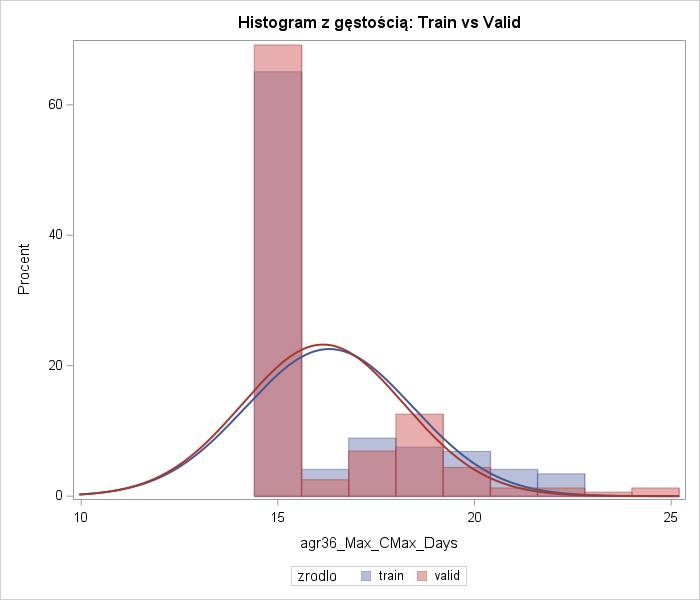 Histogram z gęstością: Train vs Valid
Procent
60
40
20
0
10 15 20 25
agr36_Max_CMax_Days
zrodlo train valid